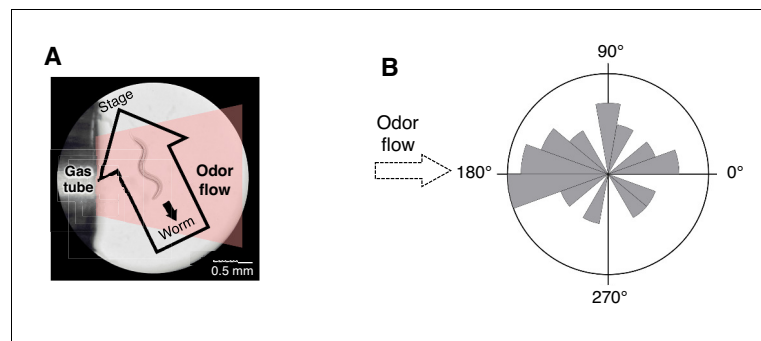 A
Stage
Gas
tube
Odor
flow
Worm
0.5 mm
B
Odor
flow
90°
180°
0°
270°